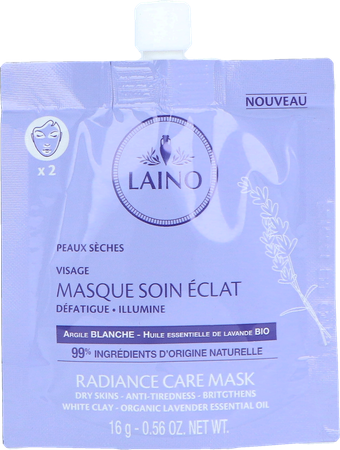 NOUVEAU
x 2
LAINO
PEAUX SÈCHES
VISAGE
MASQUE SOIN ÉCLAT
DÉFATIGUE • ILLUMINE
ARGILE BLANCHE - HUILE ESSENTIELLE DE LAVANDE BIO
99% INGRÉDIENTS D'ORIGINE NATURELLE
RADIANCE CARE MASK
DRY SKINS - ANTI-TIREDNESS - BRITGTHENS
WHITE CLAY - ORGANIC LAVENDER ESSENTIAL OIL
16 g - 0.56 OZ. NET WT.